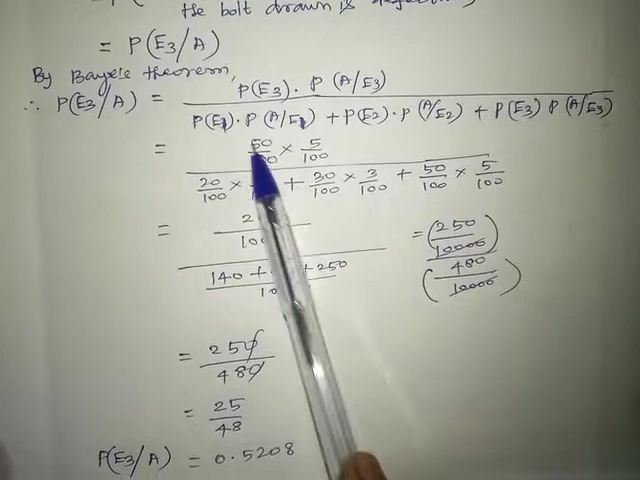 the bolt drawn is defective)
= P(E3/A)
By Baye's theorem,
∴ P(E3/A) = P(E3). P(A/E3)
P(E1).P(A/E1) + P(E2).P(A/E2) + P(E3) P(A/E3)
= 50 × 5/100
20/100 × + 30/100 × 3/100 + 50/100 × 5/100
= = (250/10000)
140 + + 250 (480/10000)
= 250/480
= 25/48
P(E3/A) = 0.5208